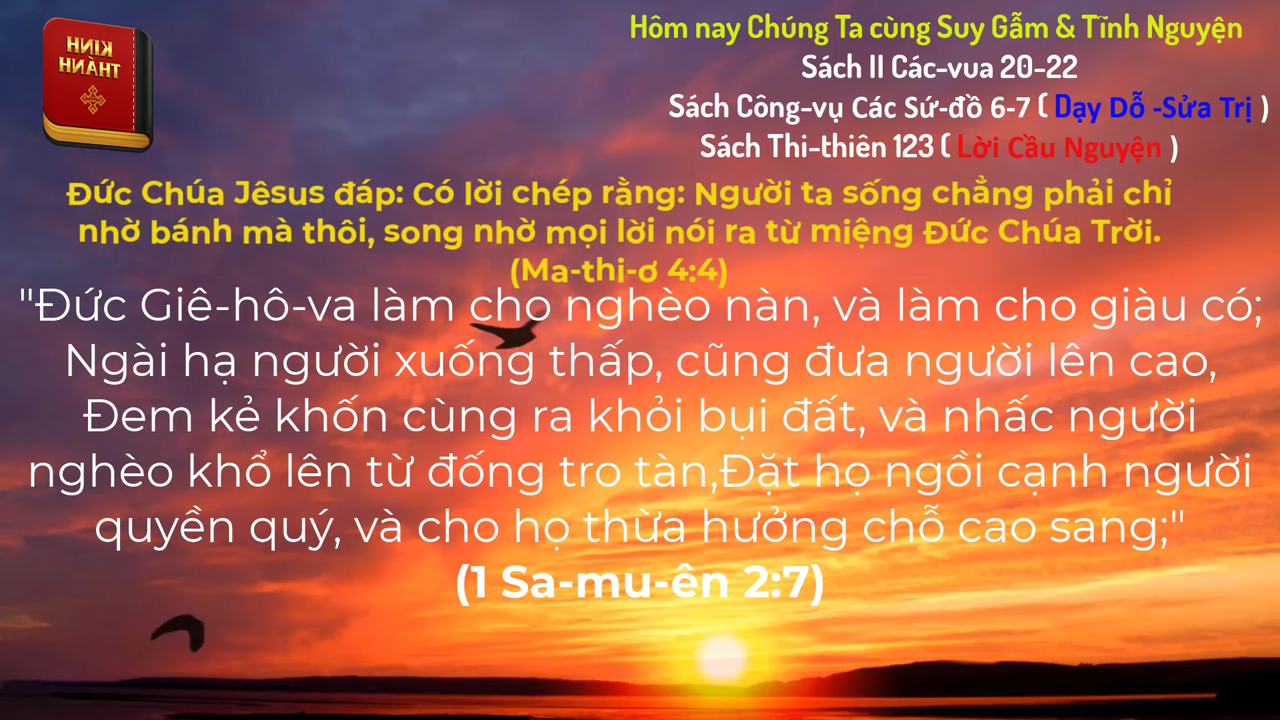 KINH
THÁNH
Hôm nay Chúng Ta cùng Suy Gẫm & Tĩnh Nguyện
Sách II Các-vua 20-22
Sách Công-vụ Các Sứ-đồ 6-7 ( Dạy Dỗ -Sửa Trị )
Sách Thi-thiên 123 ( Lời Cầu Nguyện )
Đức Chúa Jêsus đáp: Có lời chép rằng: Người ta sống chẳng phải chỉ
nhờ bánh mà thôi, song nhờ mọi lời nói ra từ miệng Đức Chúa Trời.
(Ma-thi-ơ 4:4)
"Đức Giê-hô-va làm cho nghèo nàn, và làm cho giàu có;
Ngài hạ người xuống thấp, cũng đưa người lên cao,
Đem kẻ khốn cùng ra khỏi bụi đất, và nhấc người
nghèo khổ lên từ đống tro tàn,Đặt họ ngồi cạnh người
quyền quý, và cho họ thừa hưởng chỗ cao sang;"
(1 Sa-mu-ên 2:7)